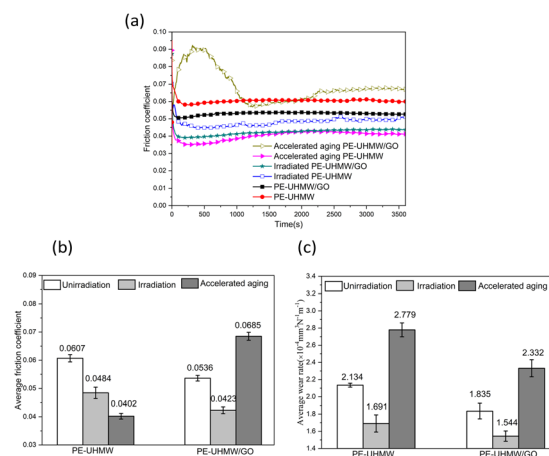 (a)
0.10
0.09
0.08
0.07
0.06
0.05
0.04
0.03
0.02
0.01
0.00
Friction coefficient
Accelerated aging PE-UHMW/GO
Accelerated aging PE-UHMW
Irradiated PE-UHMW/GO
Irradiated PE-UHMW
PE-UHMW/GO
PE-UHMW
0 500 1000 1500 2000 2500 3000 3500
Time(s)
(b)
0.09
0.08
0.07
0.06
0.05
0.04
0.03
Average friction coefficient
Unirradiation Irradiation Accelerated aging
0.0607
0.0484
0.0402
0.0536
0.0423
0.0685
PE-UHMW PE-UHMW/GO
(c)
3.4
3.2
3.0
2.8
2.6
2.4
2.2
2.0
1.8
1.6
1.4
Average wear rate(×10⁻⁴mm³N⁻¹m⁻¹)
Unirradiation Irradiation Accelerated aging
2.134
1.691
2.779
1.835
1.544
2.332
PE-UHMW PE-UHMW/GO